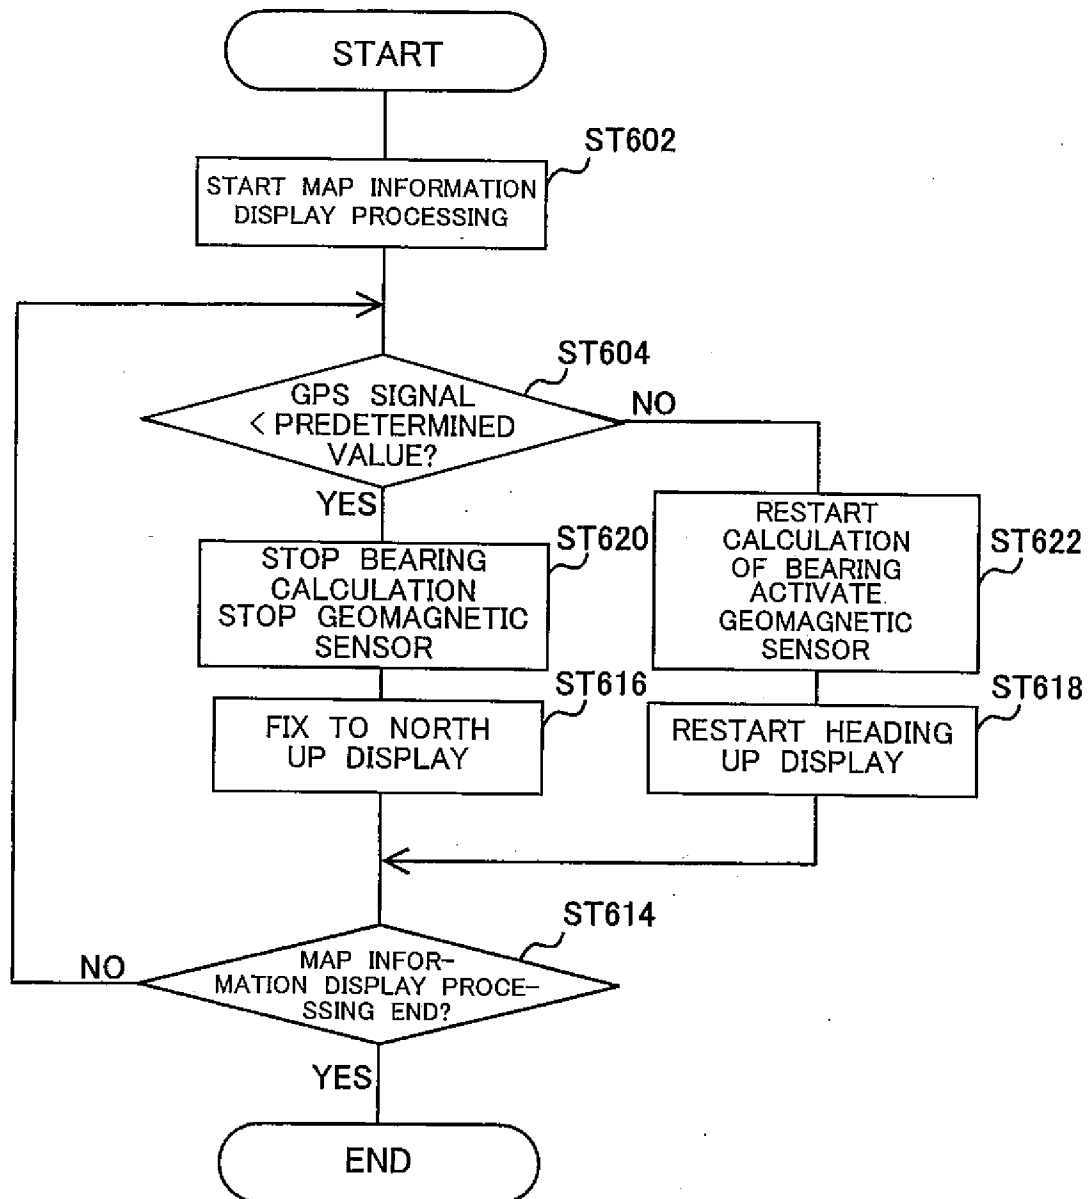 START
ST602
START MAP INFORMATION
DISPLAY PROCESSING
ST604
GPS SIGNAL
< PREDETERMINED
VALUE?
NO
YES
ST620
STOP BEARING
CALCULATION
STOP GEOMAGNETIC
SENSOR
ST622
RESTART
CALCULATION
OF BEARING
ACTIVATE
GEOMAGNETIC
SENSOR
ST616
FIX TO NORTH
UP DISPLAY
ST618
RESTART HEADING
UP DISPLAY
ST614
MAP INFOR-
MATION DISPLAY PROCE-
SSING END?
NO
YES
END